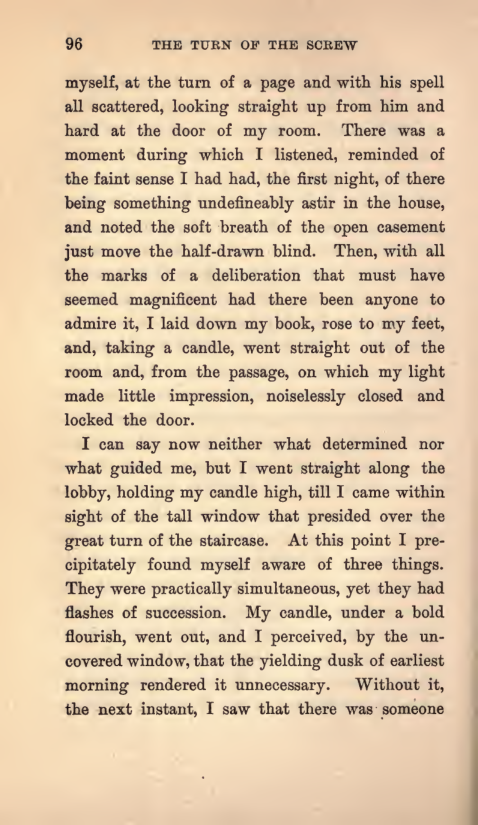 96 THE TURN OF THE SCREW
myself, at the turn of a page and with his spell
all scattered, looking straight up from him and
hard at the door of my room. There was a
moment during which I listened, reminded of
the faint sense I had had, the first night, of there
being something undefineably astir in the house,
and noted the soft breath of the open casement
just move the half-drawn blind. Then, with all
the marks of a deliberation that must have
seemed magnificent had there been anyone to
admire it, I laid down my book, rose to my feet,
and, taking a candle, went straight out of the
room and, from the passage, on which my light
made little impression, noiselessly closed and
locked the door.
I can say now neither what determined nor
what guided me, but I went straight along the
lobby, holding my candle high, till I came within
sight of the tall window that presided over the
great turn of the staircase. At this point I pre-
cipitately found myself aware of three things.
They were practically simultaneous, yet they had
flashes of succession. My candle, under a bold
flourish, went out, and I perceived, by the un-
covered window, that the yielding dusk of earliest
morning rendered it unnecessary. Without it,
the next instant, I saw that there was someone